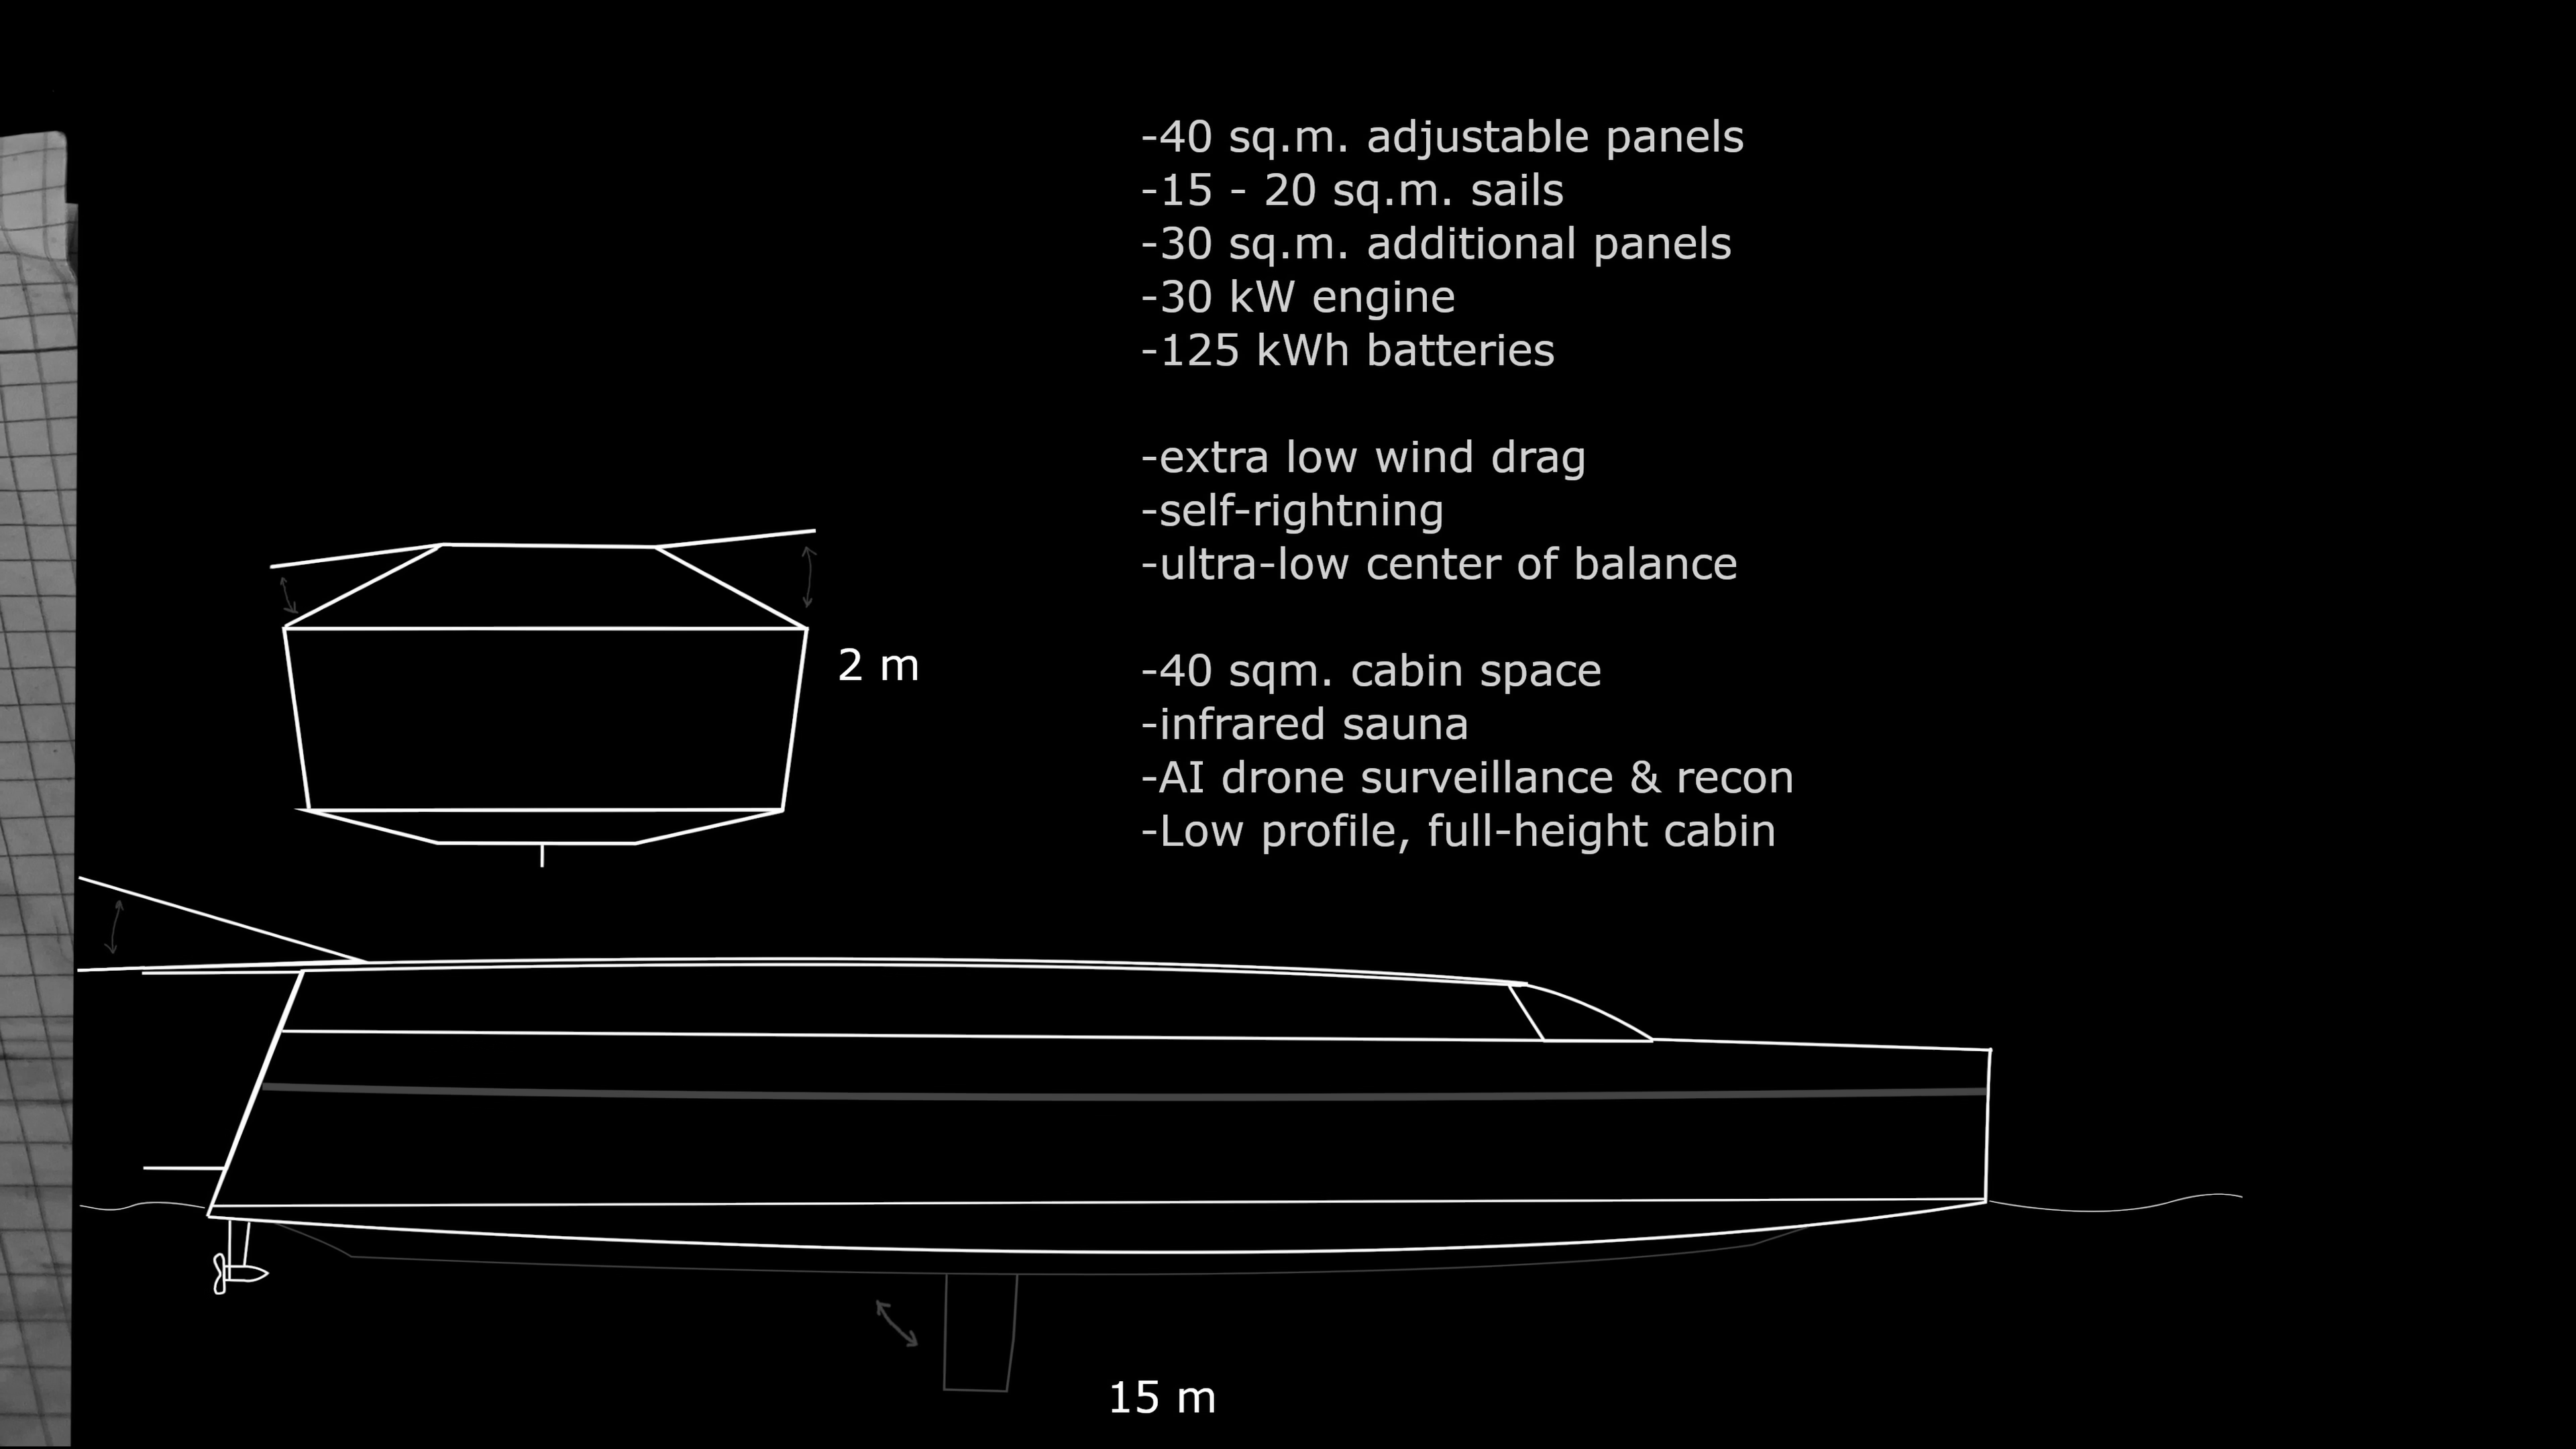 -40 sq.m. adjustable panels
-15 - 20 sq.m. sails
-30 sq.m. additional panels
-30 kW engine
-125 kWh batteries
-extra low wind drag
-self-rightning
-ultra-low center of balance
-40 sqm. cabin space
-infrared sauna
-AI drone surveillance & recon
-Low profile, full-height cabin
2 m
15 m